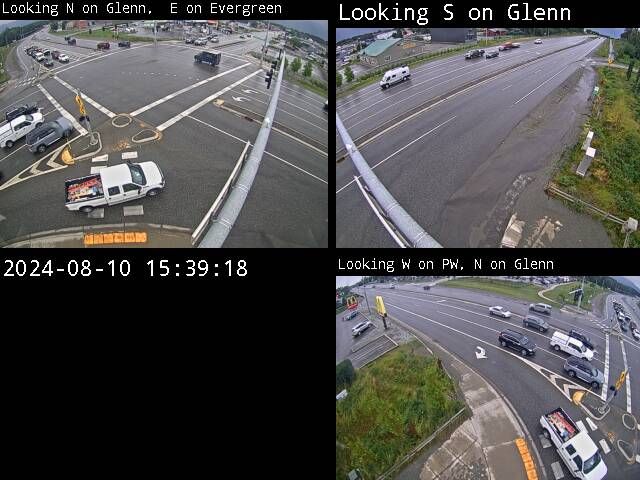 Looking N on Glenn,  E on Evergreen
Looking S on Glenn
2024-08-10 15:39:18
Looking W on PW, N on Glenn